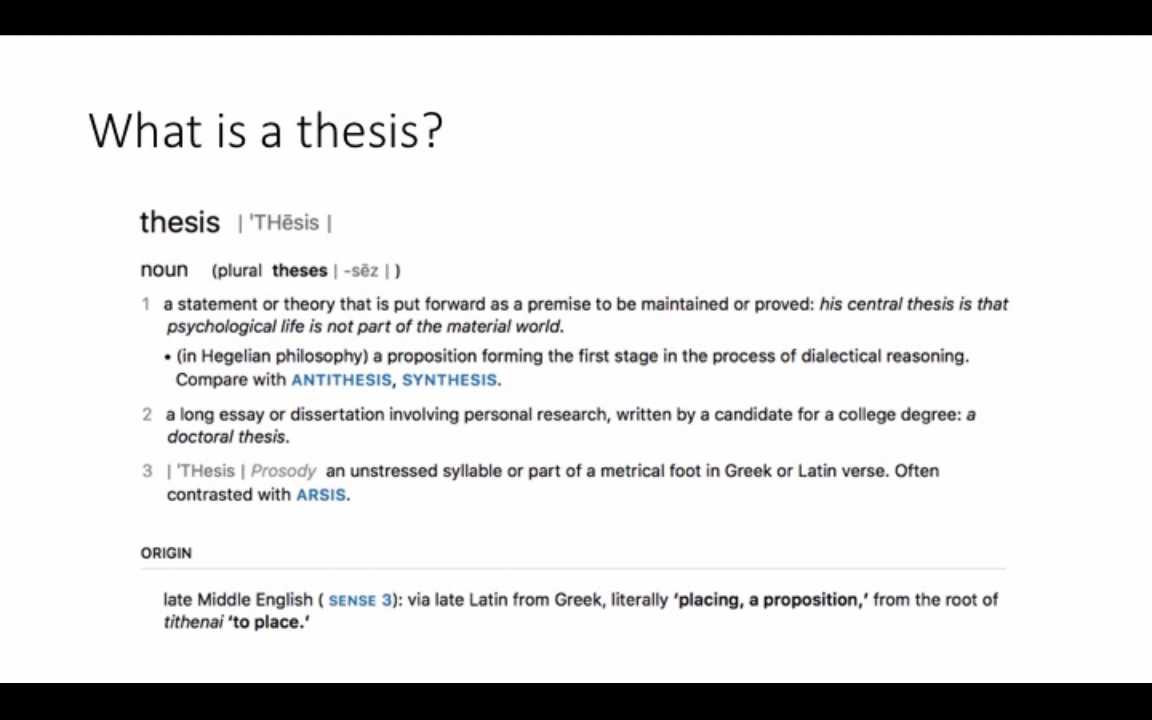 What is a thesis?
thesis | 'THēsis |
noun (plural theses | -sēz | )
1 a statement or theory that is put forward as a premise to be maintained or proved: his central thesis is that
psychological life is not part of the material world.
• (in Hegelian philosophy) a proposition forming the first stage in the process of dialectical reasoning.
Compare with ANTITHESIS, SYNTHESIS.
2 a long essay or dissertation involving personal research, written by a candidate for a college degree: a
doctoral thesis.
3 | 'THesis | Prosody an unstressed syllable or part of a metrical foot in Greek or Latin verse. Often
contrasted with ARSIS.
ORIGIN
late Middle English ( SENSE 3): via late Latin from Greek, literally ‘placing, a proposition,’ from the root of
tithenai ‘to place.’